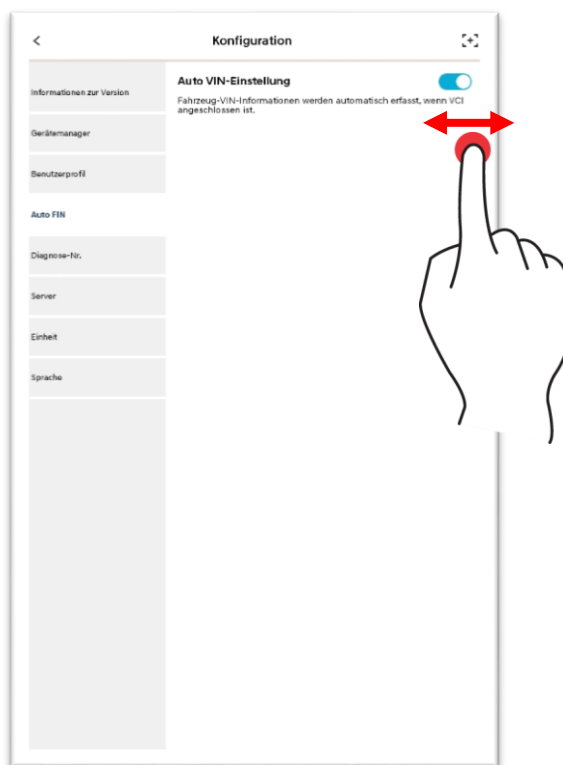 Konfiguration
Informationen zur Version
Gerätemanager
Benutzerprofil
Auto FIN
Diagnose-Nr.
Server
Einheit
Sprache
Auto VIN-Einstellung
Fahrzeug-VIN-Informationen werden automatisch erfasst, wenn VCI
angeschlossen ist.